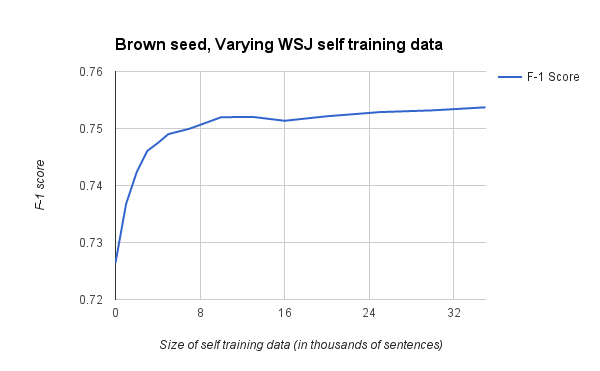 Brown seed, Varying WSJ self training data
F-1 Score
F-1 score
0.76
0.75
0.74
0.73
0.72
0
8
16
24
32
Size of self training data (in thousands of sentences)